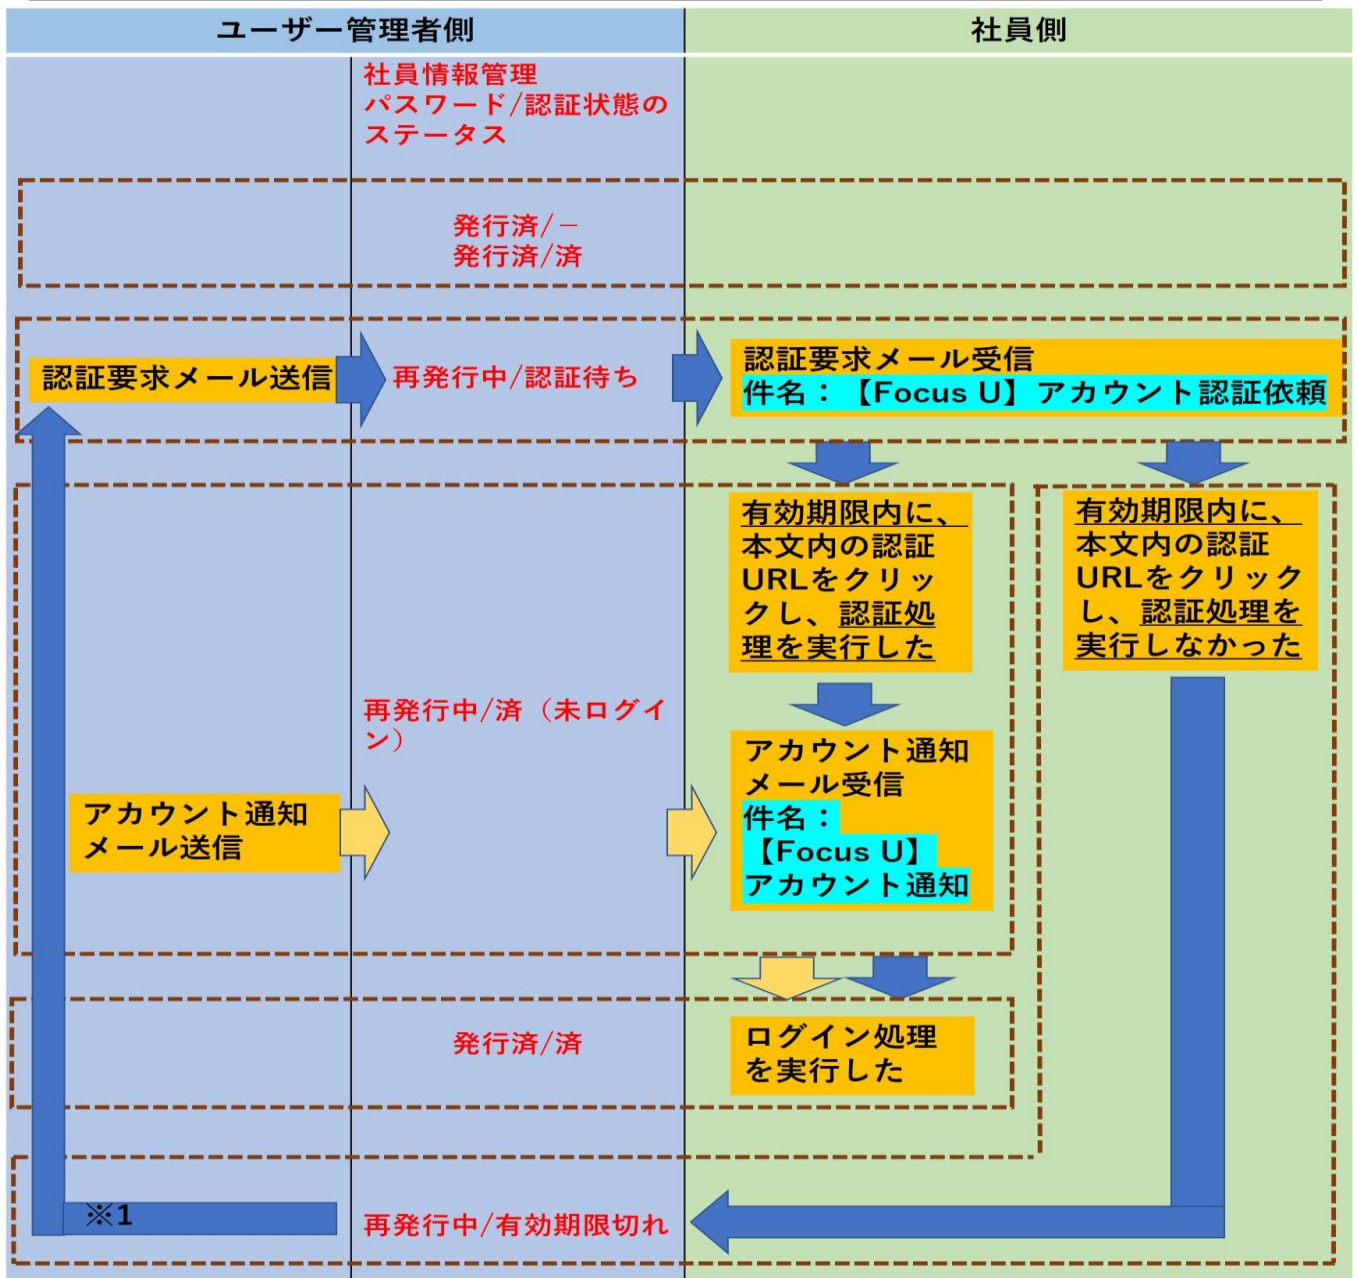 ユーザー管理者側
社員側
社員情報管理
パスワード/認証状態の
ステータス
発行済/－
発行済/済
認証要求メール送信
再発行中/認証待ち
認証要求メール受信
件名：【Focus U】アカウント認証依頼
有効期限内に、
本文内の認証
URLをクリッ
クし、認証処
理を実行した
有効期限内に、
本文内の認証
URLをクリック
し、認証処理を
実行しなかった
再発行中/済（未ログイ
ン）
アカウント通知
メール送信
アカウント通知
メール受信
件名：
【Focus U】
アカウント通知
発行済/済
ログイン処理
を実行した
※1
再発行中/有効期限切れ